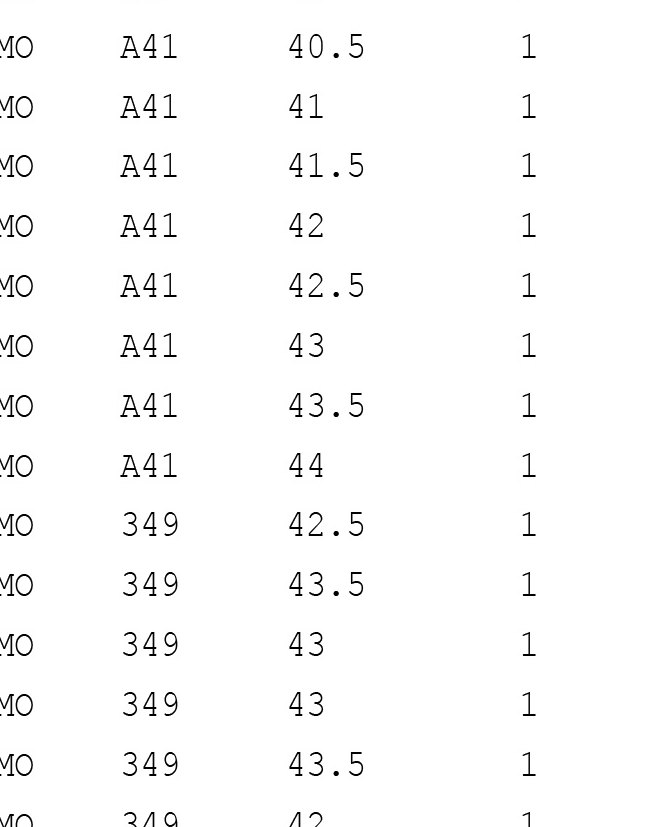 MO A41 40.5 1
MO A41 41 1
MO A41 41.5 1
MO A41 42 1
MO A41 42.5 1
MO A41 43 1
MO A41 43.5 1
MO A41 44 1
MO 349 42.5 1
MO 349 43.5 1
MO 349 43 1
MO 349 43 1
MO 349 43.5 1
MO 349 42 1